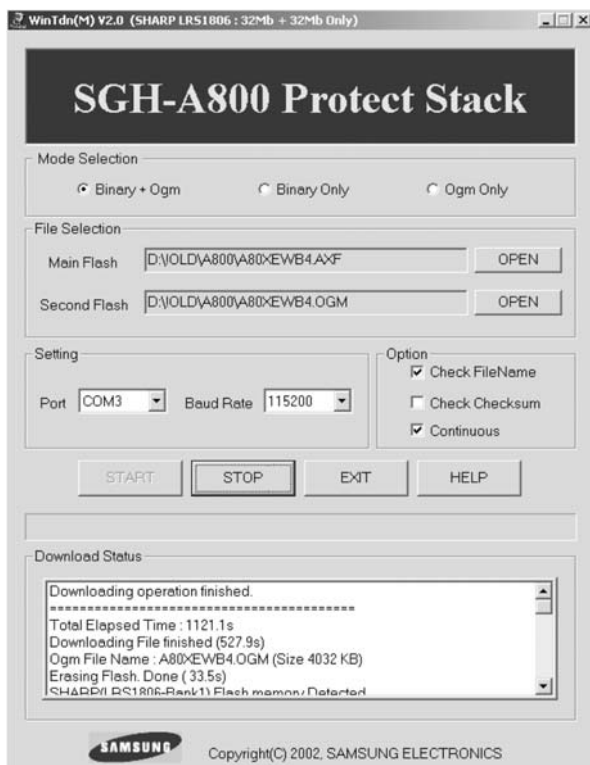 WinTdn(M) V2.0 (SHARP LRS1806 : 32Mb + 32Mb Only)
SGH-A800 Protect Stack
Mode Selection
Binary + Ogm Binary Only Ogm Only
File Selection
Main Flash D:\IOLD\A800\A80XEWB4.AXF OPEN
Second Flash D:\IOLD\A800\A80XEWB4.OGM OPEN
Setting
Port COM3 Baud Rate 115200
Option
Check FileName
Check Checksum
Continuous
START STOP EXIT HELP
Download Status
Downloading operation finished.
=========================================
Total Elapsed Time : 1121.1s
Downloading File finished (527.9s)
Ogm File Name : A80XEWB4.OGM (Size 4032 KB)
Erasing Flash. Done ( 33.5s)
SHARP(LRS1806-Bank1) Flash memory Detected
SAMSUNG Copyright(C) 2002, SAMSUNG ELECTRONICS